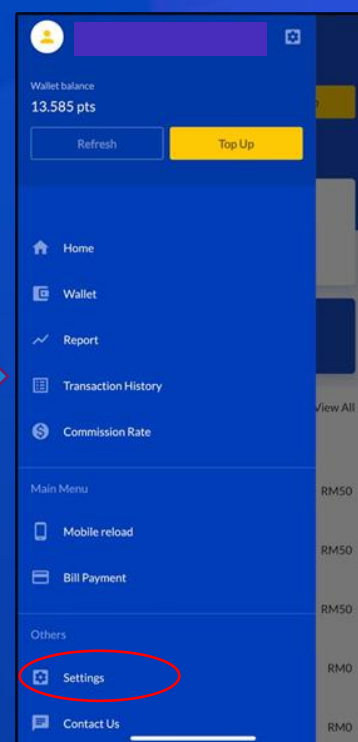 Wallet balance
13.585 pts
Refresh
Top Up
Home
Wallet
Report
Transaction History
Commission Rate
View All
Main Menu
RM50
Mobile reload
RM50
Bill Payment
RM50
Others
RM0
Settings
Contact Us
RM0